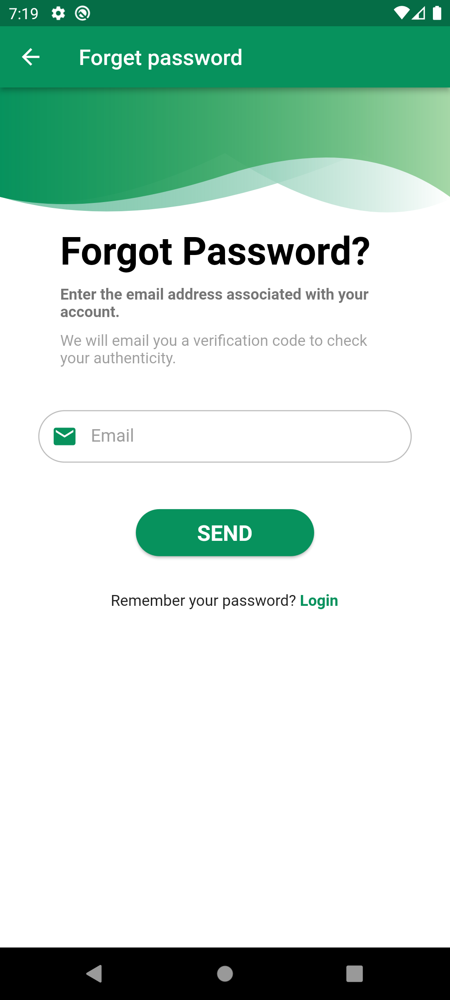 7:19
Forget password
Forgot Password?
Enter the email address associated with your
account.
We will email you a verification code to check
your authenticity.
Email
SEND
Remember your password? Login